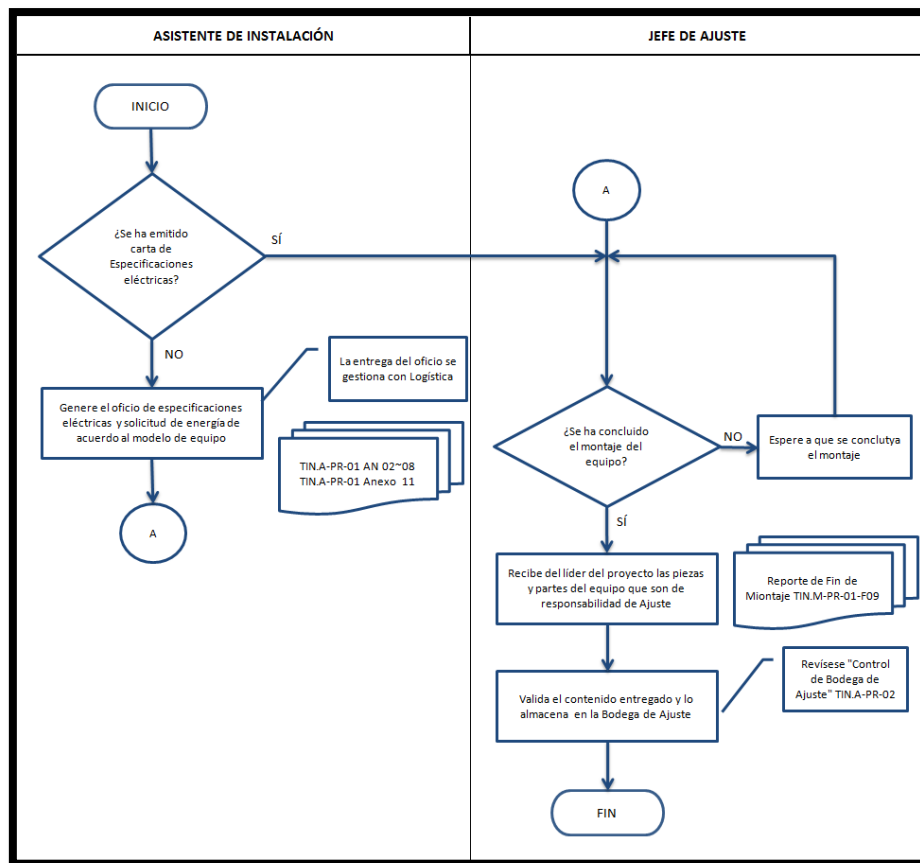 ASISTENTE DE INSTALACIÓN
JEFE DE AJUSTE
INICIO
¿Se ha emitido
carta de
Especificaciones
eléctricas?
SÍ
NO
La entrega del oficio se
gestiona con Logística
Genere el oficio de especificaciones
eléctricas y solicitud de energía de
acuerdo al modelo de equipo
TIN.A-PR-01 AN 02~08
TIN.A-PR-01 Anexo 11
A
A
¿Se ha concluido
el montaje del
equipo?
NO
Espere a que se conclutya
el montaje
SÍ
Recibe del líder del proyecto las piezas
y partes del equipo que son de
responsabilidad de Ajuste
Reporte de Fin de
Miontaje TIN.M-PR-01-F09
Valida el contenido entregado y lo
almacena en la Bodega de Ajuste
Revísese "Control
de Bodega de
Ajuste" TIN.A-PR-02
FIN